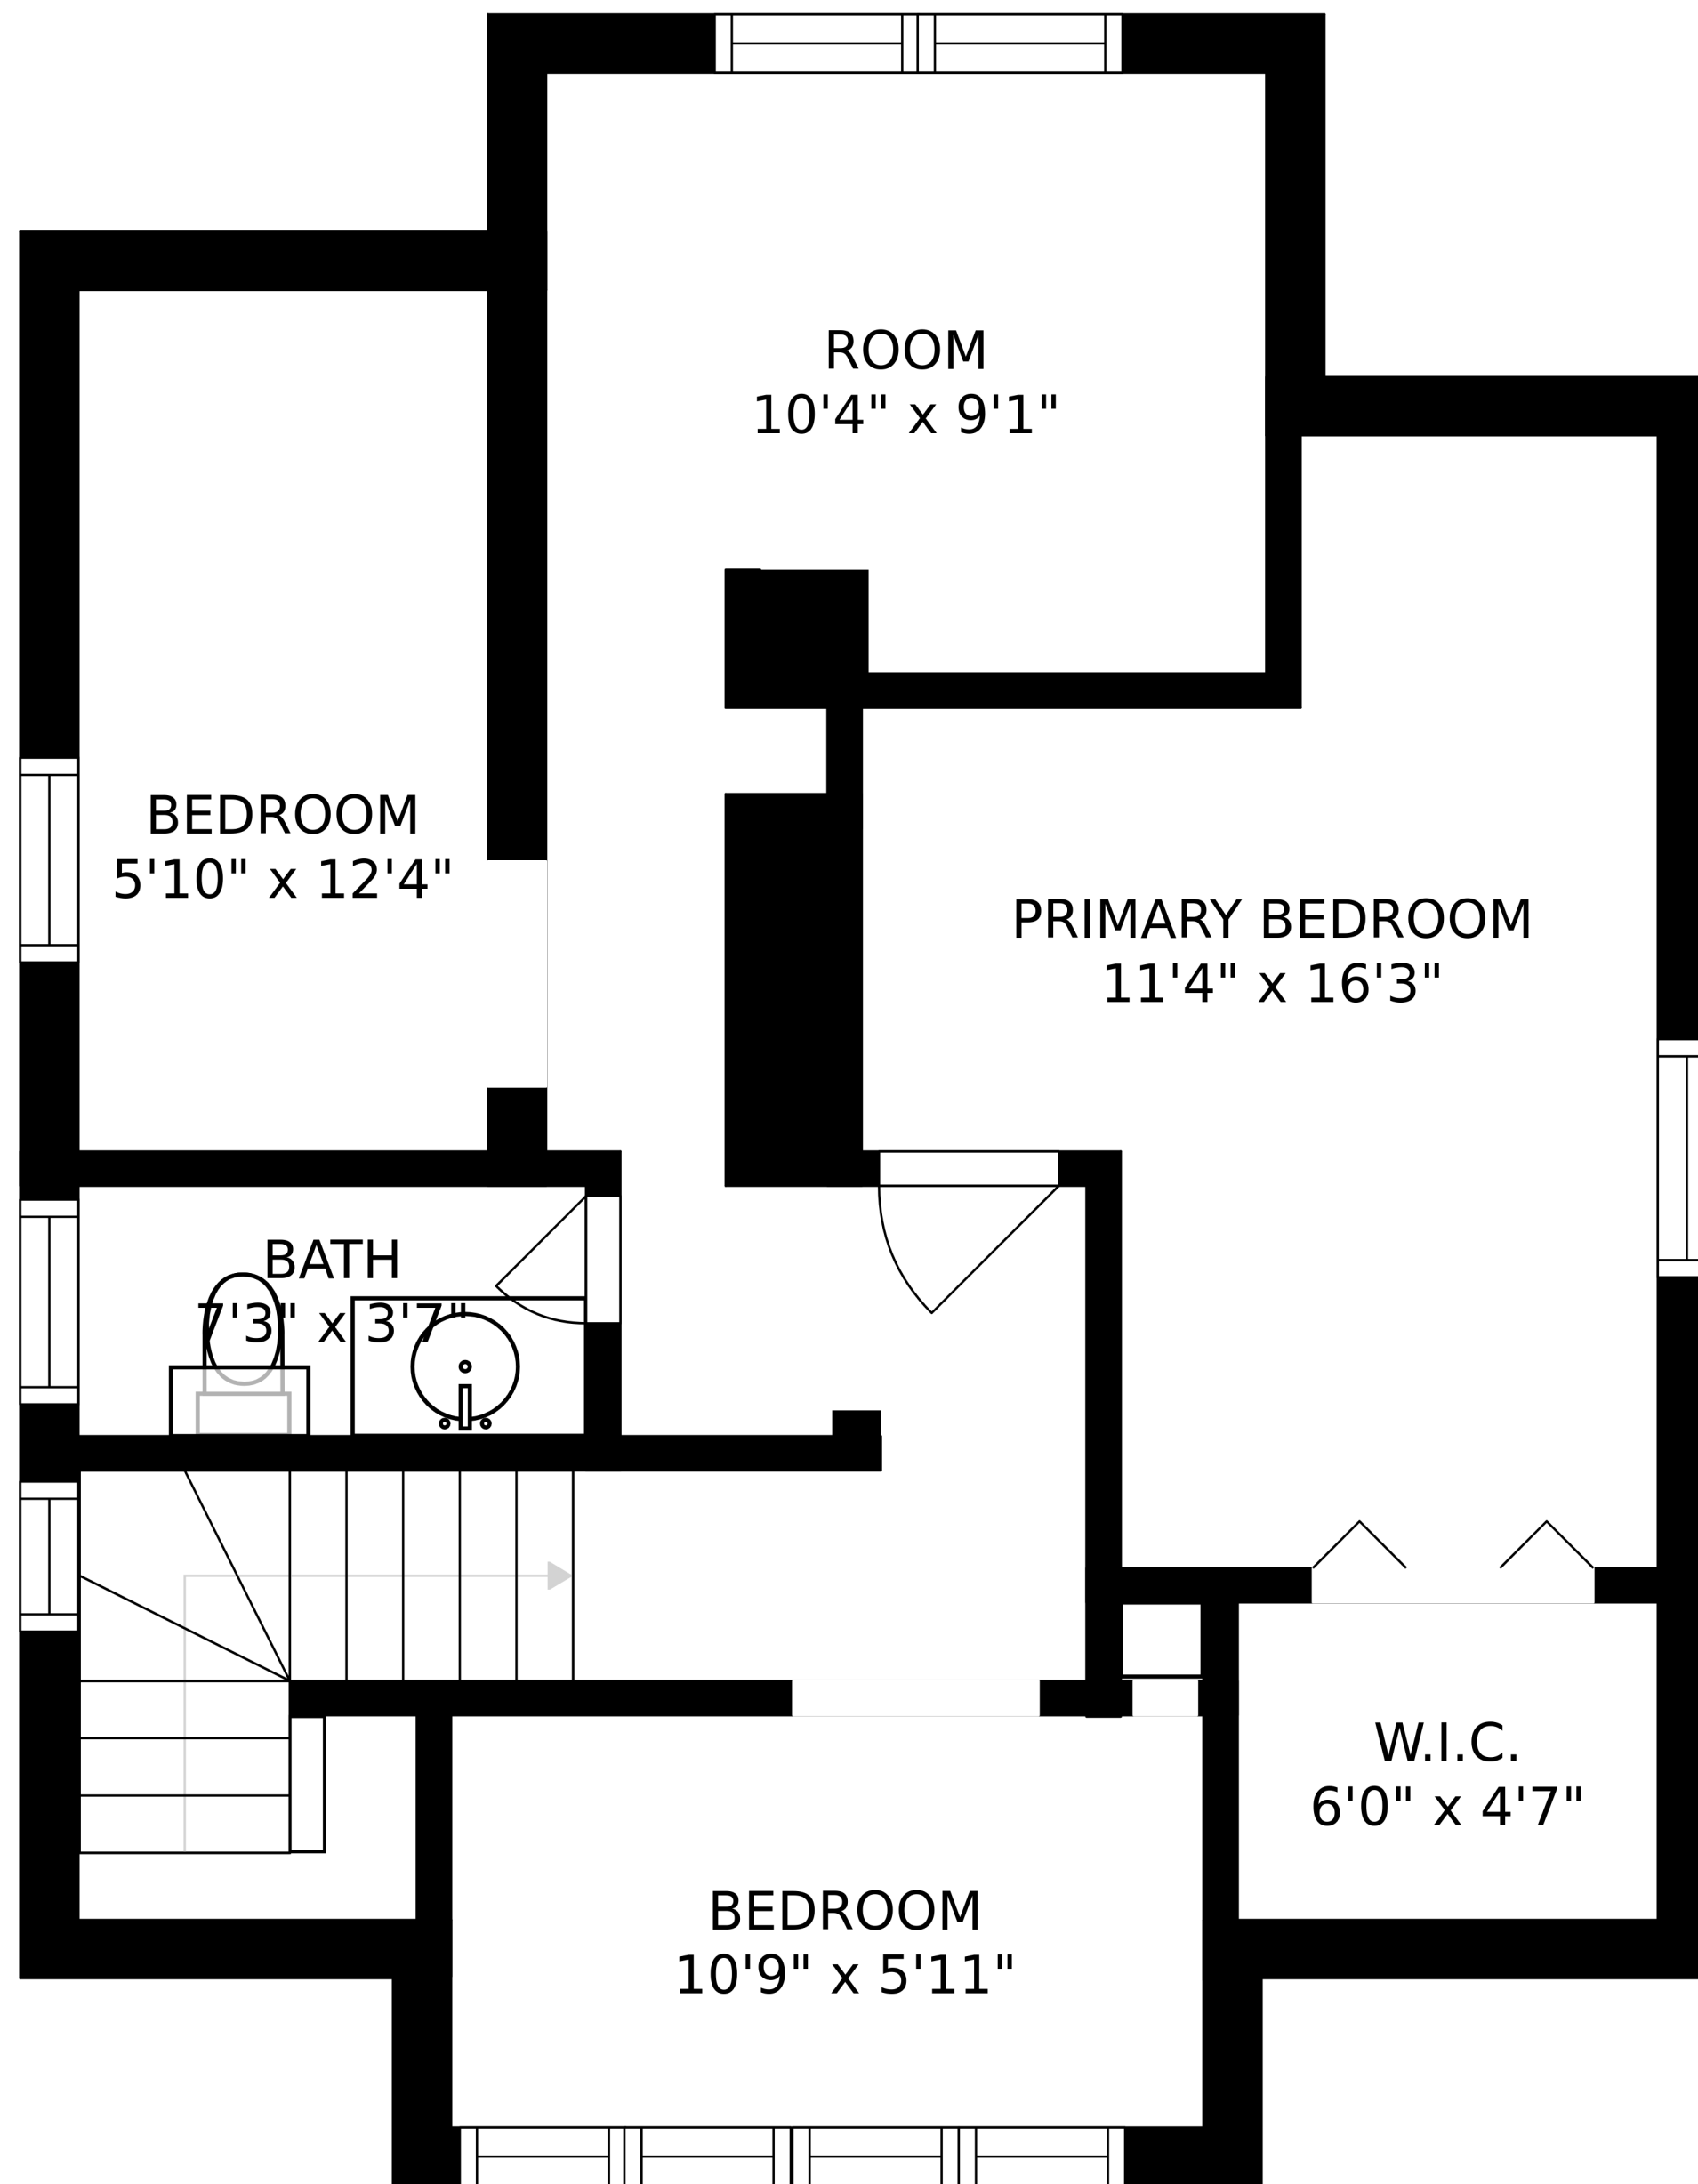 ROOM
10'4" x 9'1"
BEDROOM
5'10" x 12'4"
PRIMARY BEDROOM
11'4" x 16'3"
BATH
7'3" x 3'7"
W.I.C.
6'0" x 4'7"
BEDROOM
10'9" x 5'11"